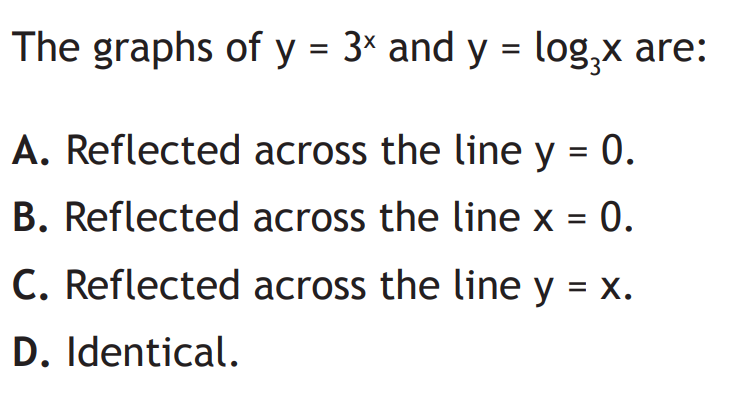 The graphs of y = 3ˣ and y = log₃x are:
A. Reflected across the line y = 0.
B. Reflected across the line x = 0.
C. Reflected across the line y = x.
D. Identical.